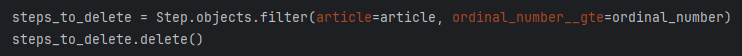 steps_to_delete = Step.objects.filter(article=article, ordinal_number__gte=ordinal_number)
steps_to_delete.delete()